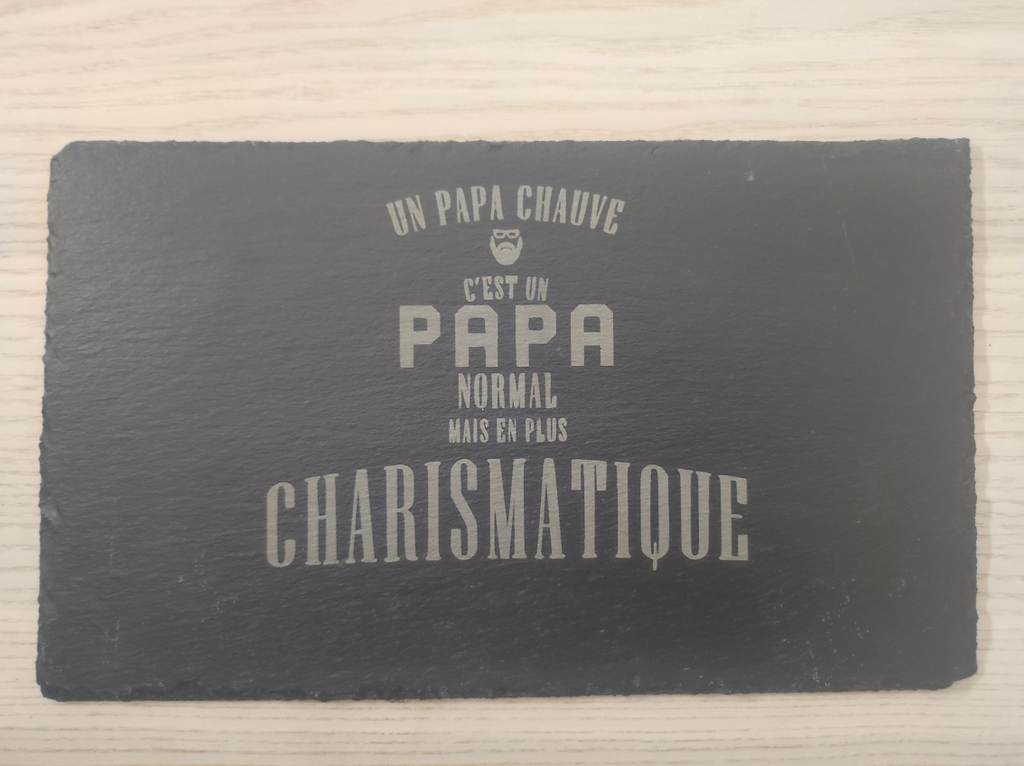 UN PAPA CHAUVE
C'EST UN
PAPA
NORMAL
MAIS EN PLUS
CHARISMATIQUE